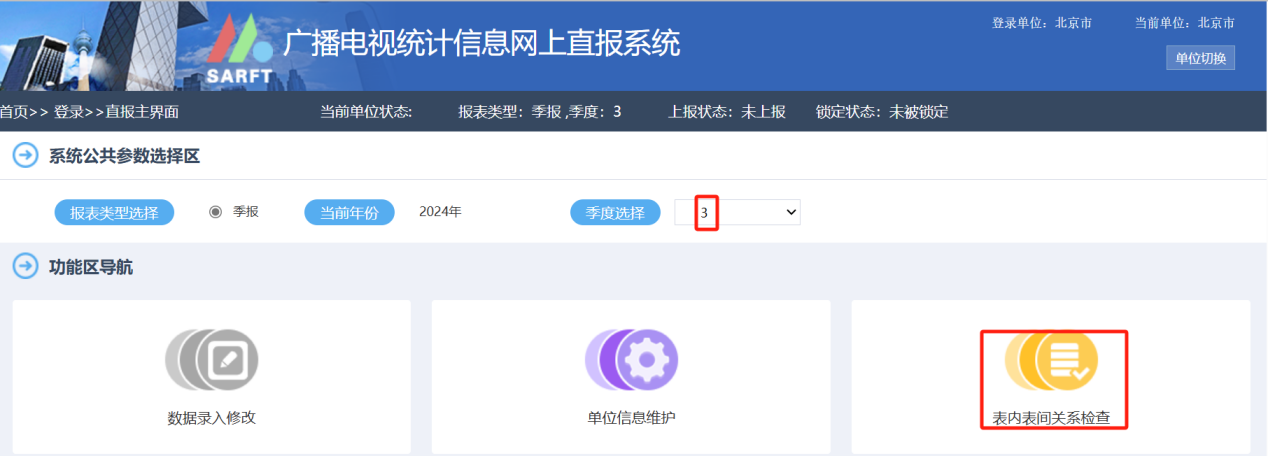 登录单位：北京市 当前单位：北京市
广播电视统计信息网上直报系统
SARFT
单位切换
首页>> 登录>>直报主界面 当前单位状态: 报表类型：季报 ,季度：3 上报状态：未上报 锁定状态：未被锁定
系统公共参数选择区
报表类型选择 季报 当前年份 2024年 季度选择 3
功能区导航
数据录入修改 单位信息维护 表内表间关系检查